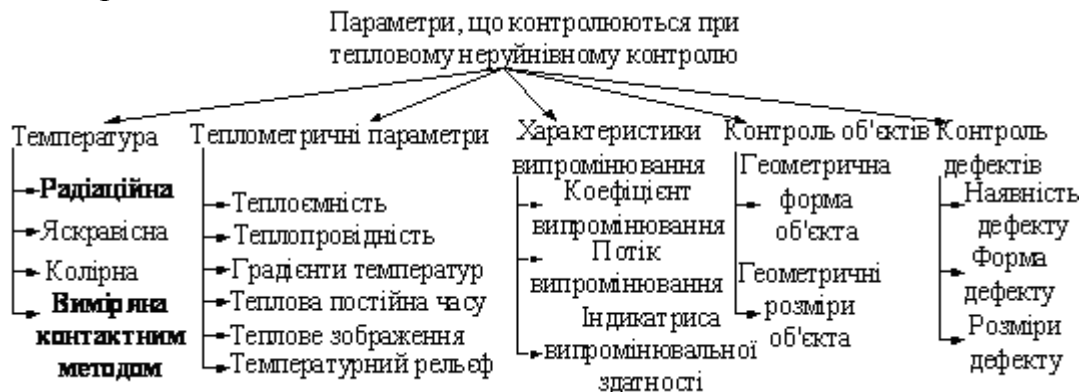 Параметри, що контролюються при
тепловому неруйнівному контролю
Температура
Радіаційна
Яскравісна
Колірна
Виміряна
контактним
методом
Теплометричні параметри
Теплоємність
Теплопровідність
Градієнти температур
Теплова постійна часу
Теплове зображення
Температурний рельєф
Характеристики
випромінювання
Коефіцієнт
випромінювання
Потік
випромінювання
Індикатриса
випромінювальної
здатності
Контроль об'єктів
Геометрична
форма
об'єкта
Геометричні
розміри
об'єкта
Контроль
дефектів
Наявність
дефекту
Форма
дефекту
Розміри
дефекту